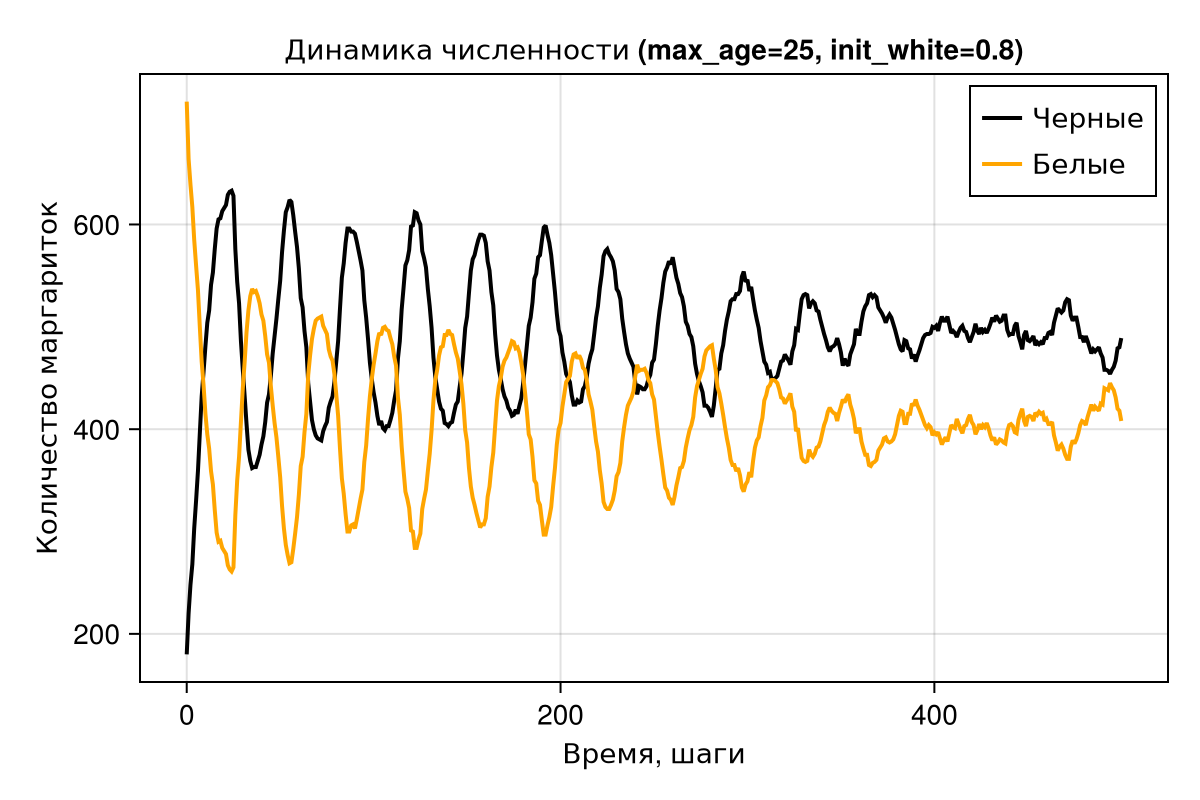 Динамика численности (max_age=25, init_white=0.8)
Черные
Белые
Количество маргариток
600
400
200
0
200
400
Время, шаги